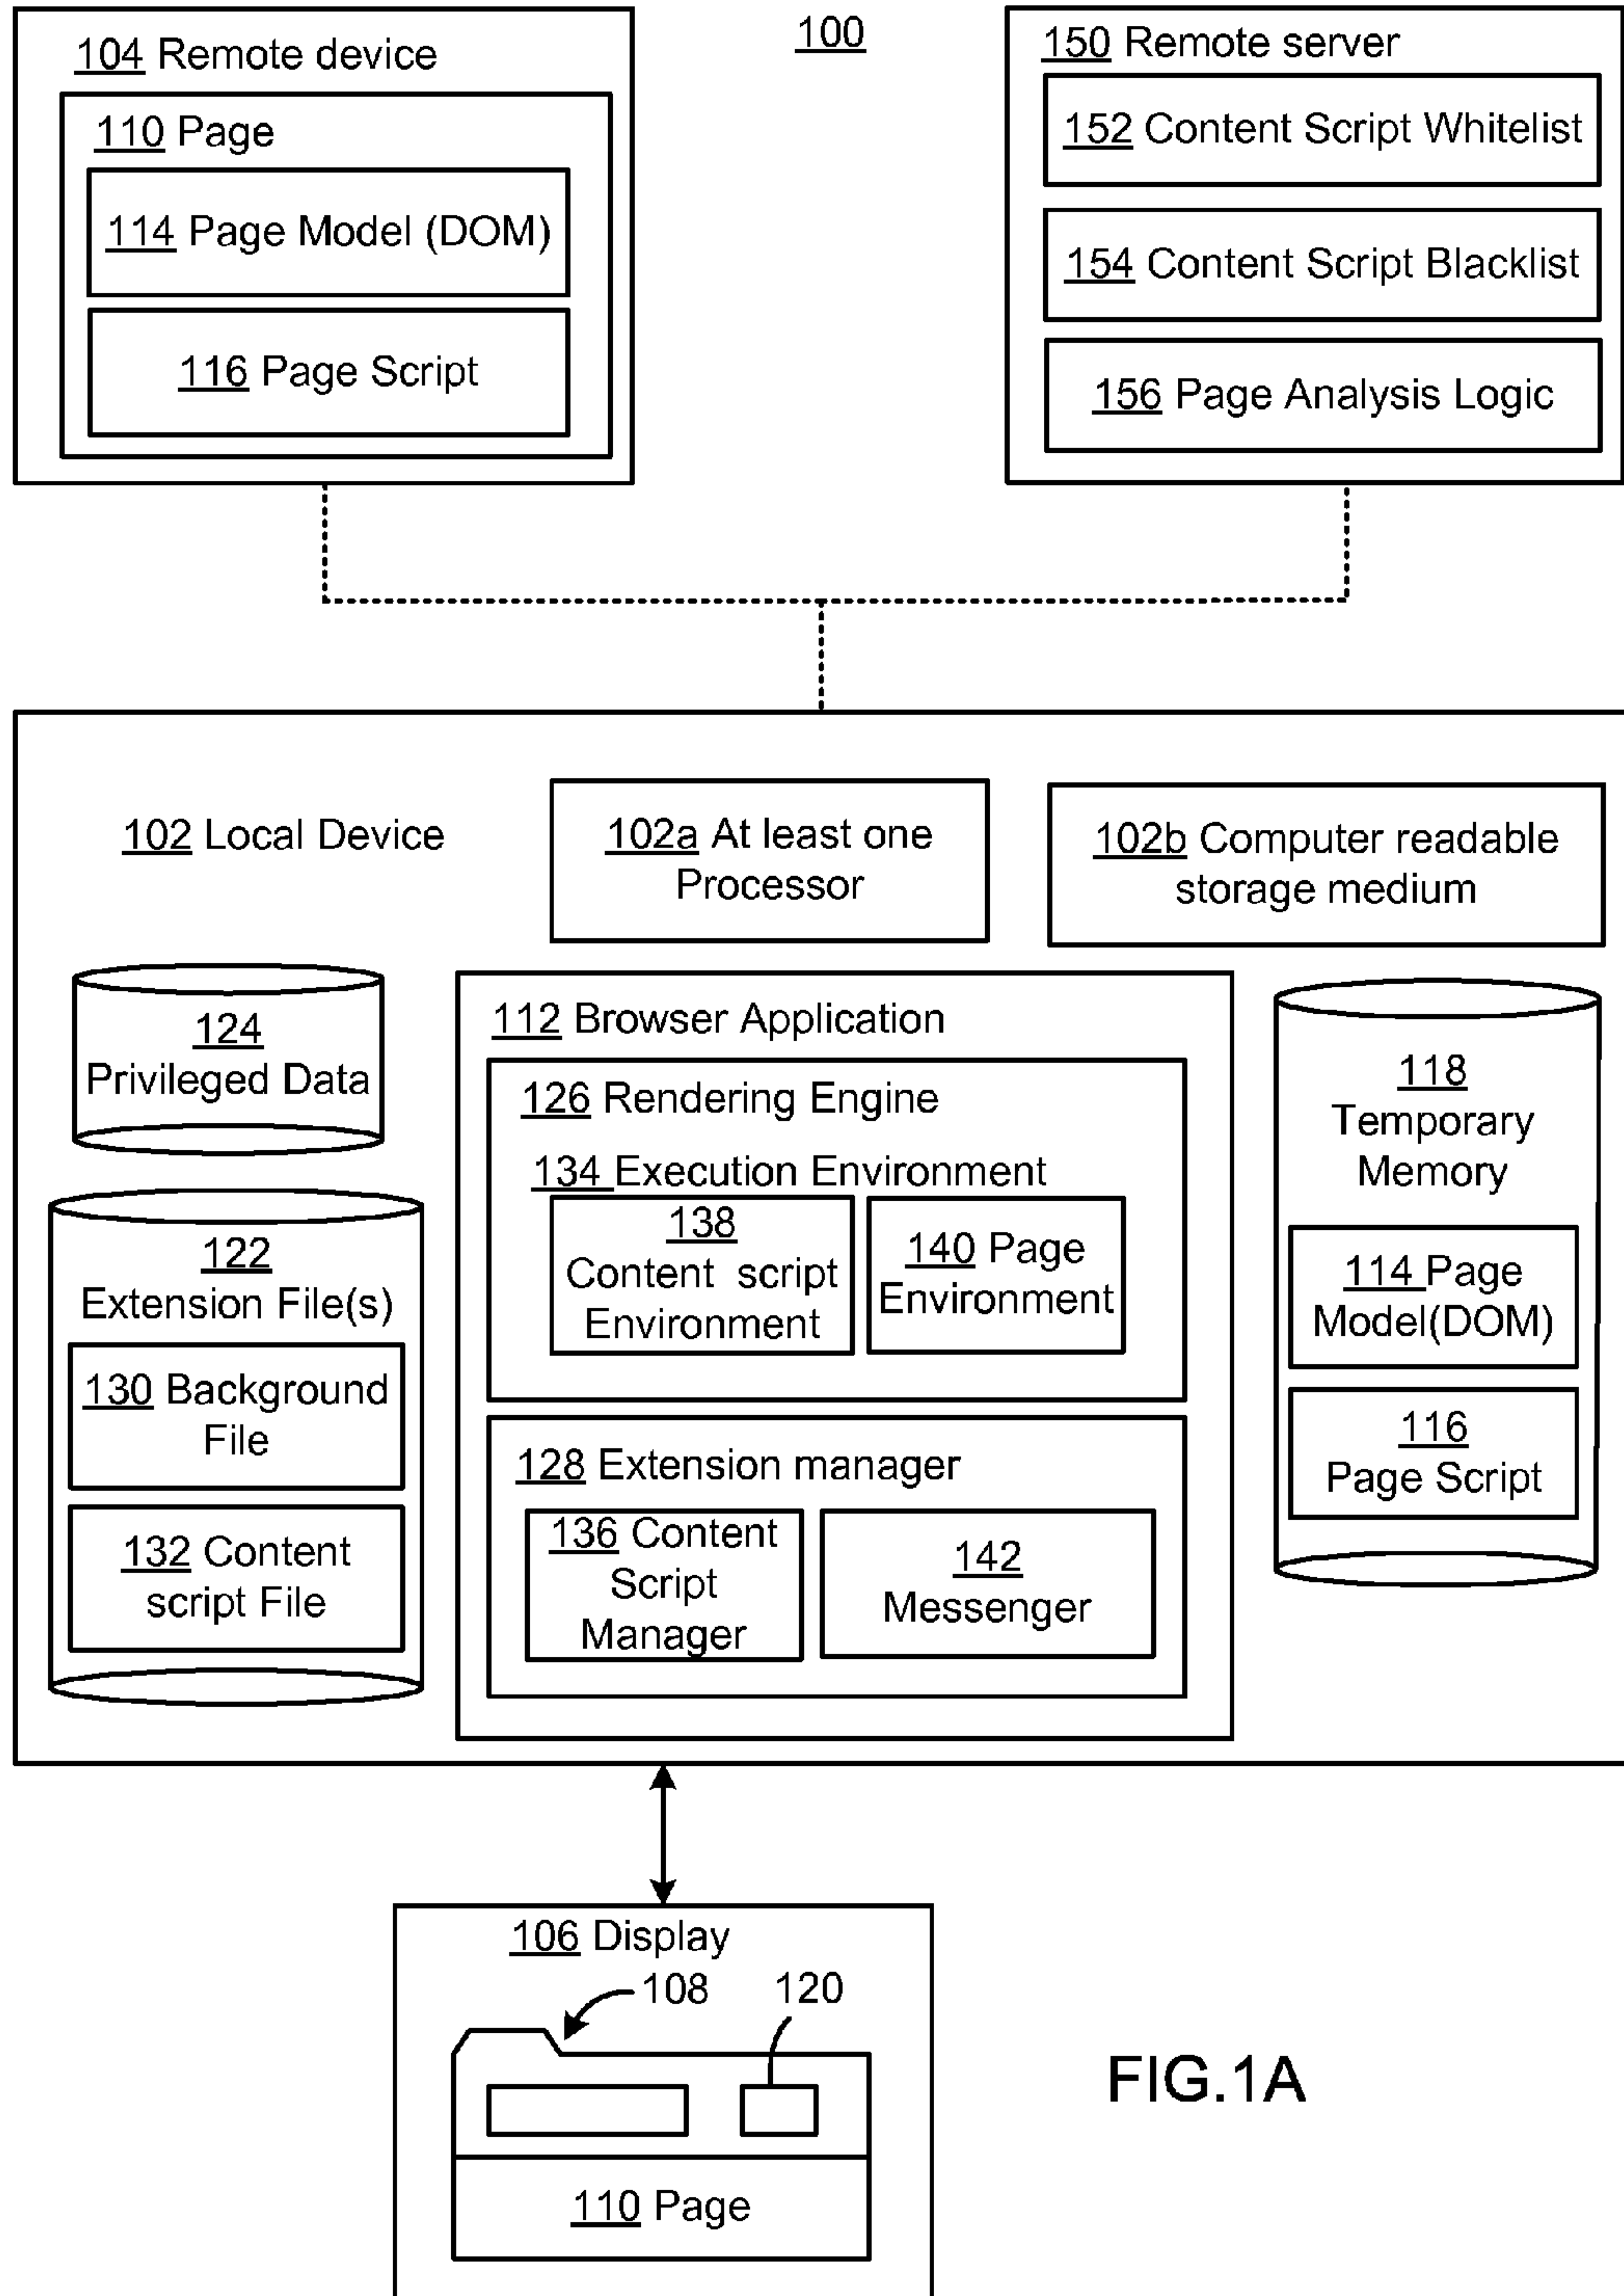 104 Remote device
110 Page
114 Page Model (DOM)
116 Page Script
100
150 Remote server
152 Content Script Whitelist
154 Content Script Blacklist
156 Page Analysis Logic
102 Local Device
102a At least one
Processor
102b Computer readable
storage medium
124
Privileged Data
122
Extension File(s)
130 Background
File
132 Content
script File
112 Browser Application
126 Rendering Engine
134 Execution Environment
138
Content script
Environment
140 Page
Environment
128 Extension manager
136 Content
Script
Manager
142
Messenger
118
Temporary
Memory
114 Page
Model(DOM)
116
Page Script
106 Display
108
120
110 Page
FIG.1A